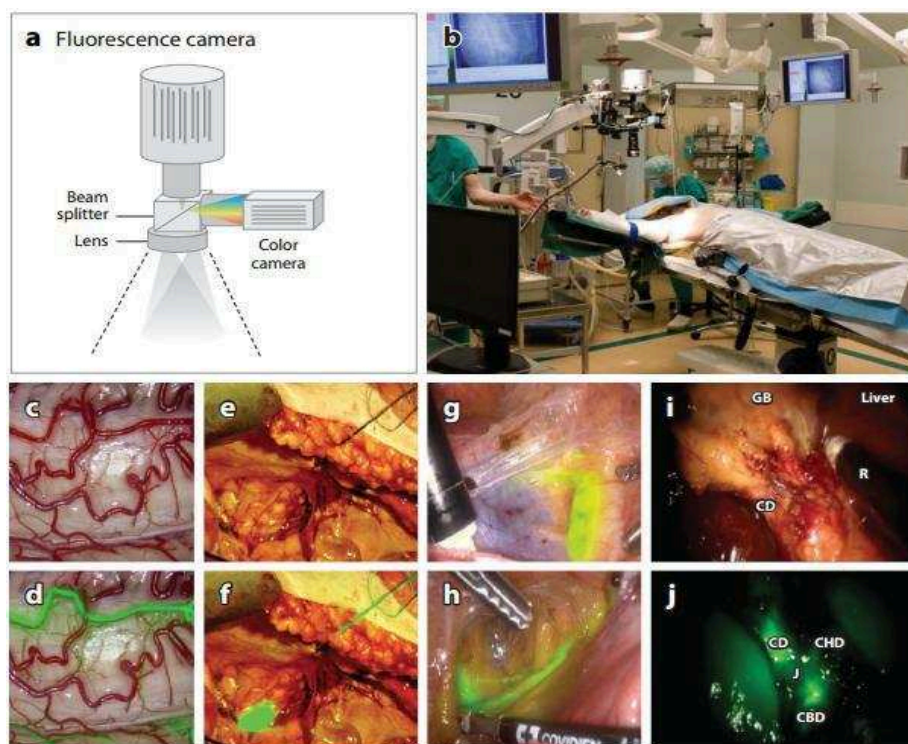 a Fluorescence camera
Beam
splitter
Lens
Color
camera
b
c
e
g
i
GB
Liver
R
CD
d
f
h
COVIDIEN
j
CD
CHD
J
CBD